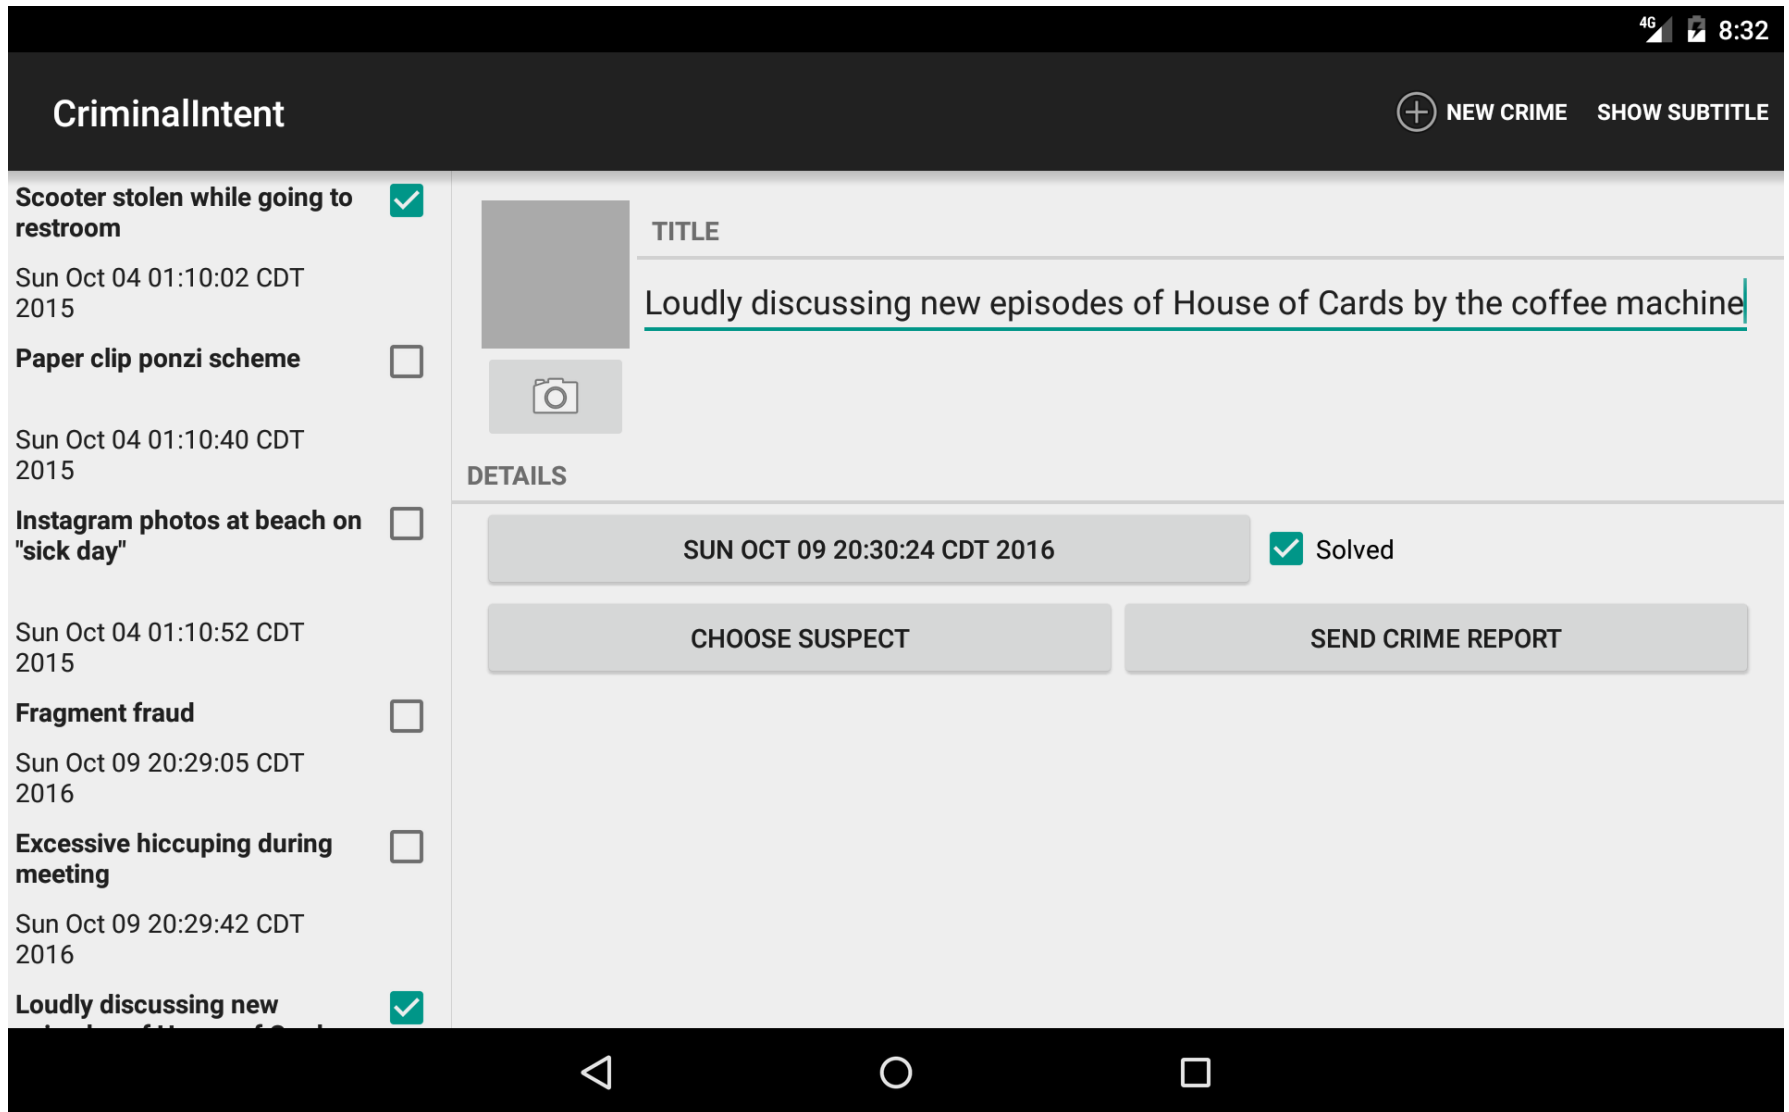 4G 8:32
CriminalIntent
NEW CRIME SHOW SUBTITLE
Scooter stolen while going to
restroom
Sun Oct 04 01:10:02 CDT
2015
Paper clip ponzi scheme
Sun Oct 04 01:10:40 CDT
2015
Instagram photos at beach on
"sick day"
Sun Oct 04 01:10:52 CDT
2015
Fragment fraud
Sun Oct 09 20:29:05 CDT
2016
Excessive hiccuping during
meeting
Sun Oct 09 20:29:42 CDT
2016
Loudly discussing new
TITLE
Loudly discussing new episodes of House of Cards by the coffee machine
DETAILS
SUN OCT 09 20:30:24 CDT 2016
Solved
CHOOSE SUSPECT
SEND CRIME REPORT